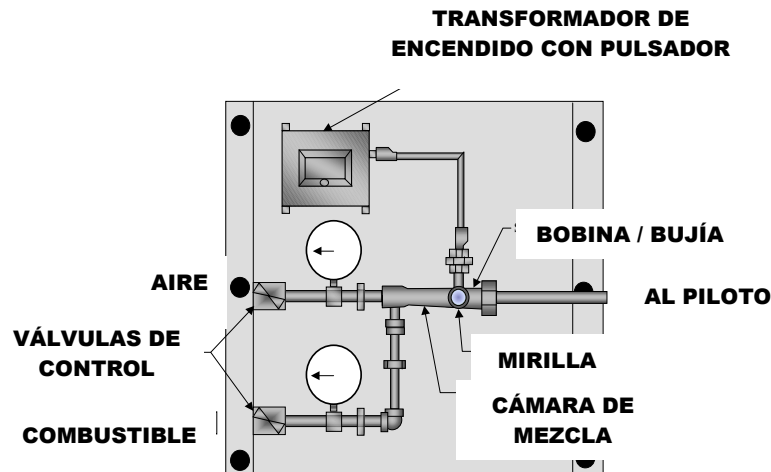 TRANSFORMADOR DE
ENCENDIDO CON PULSADOR
BOBINA / BUJÍA
AIRE
AL PILOTO
VÁLVULAS DE
CONTROL
MIRILLA
CÁMARA DE
MEZCLA
COMBUSTIBLE